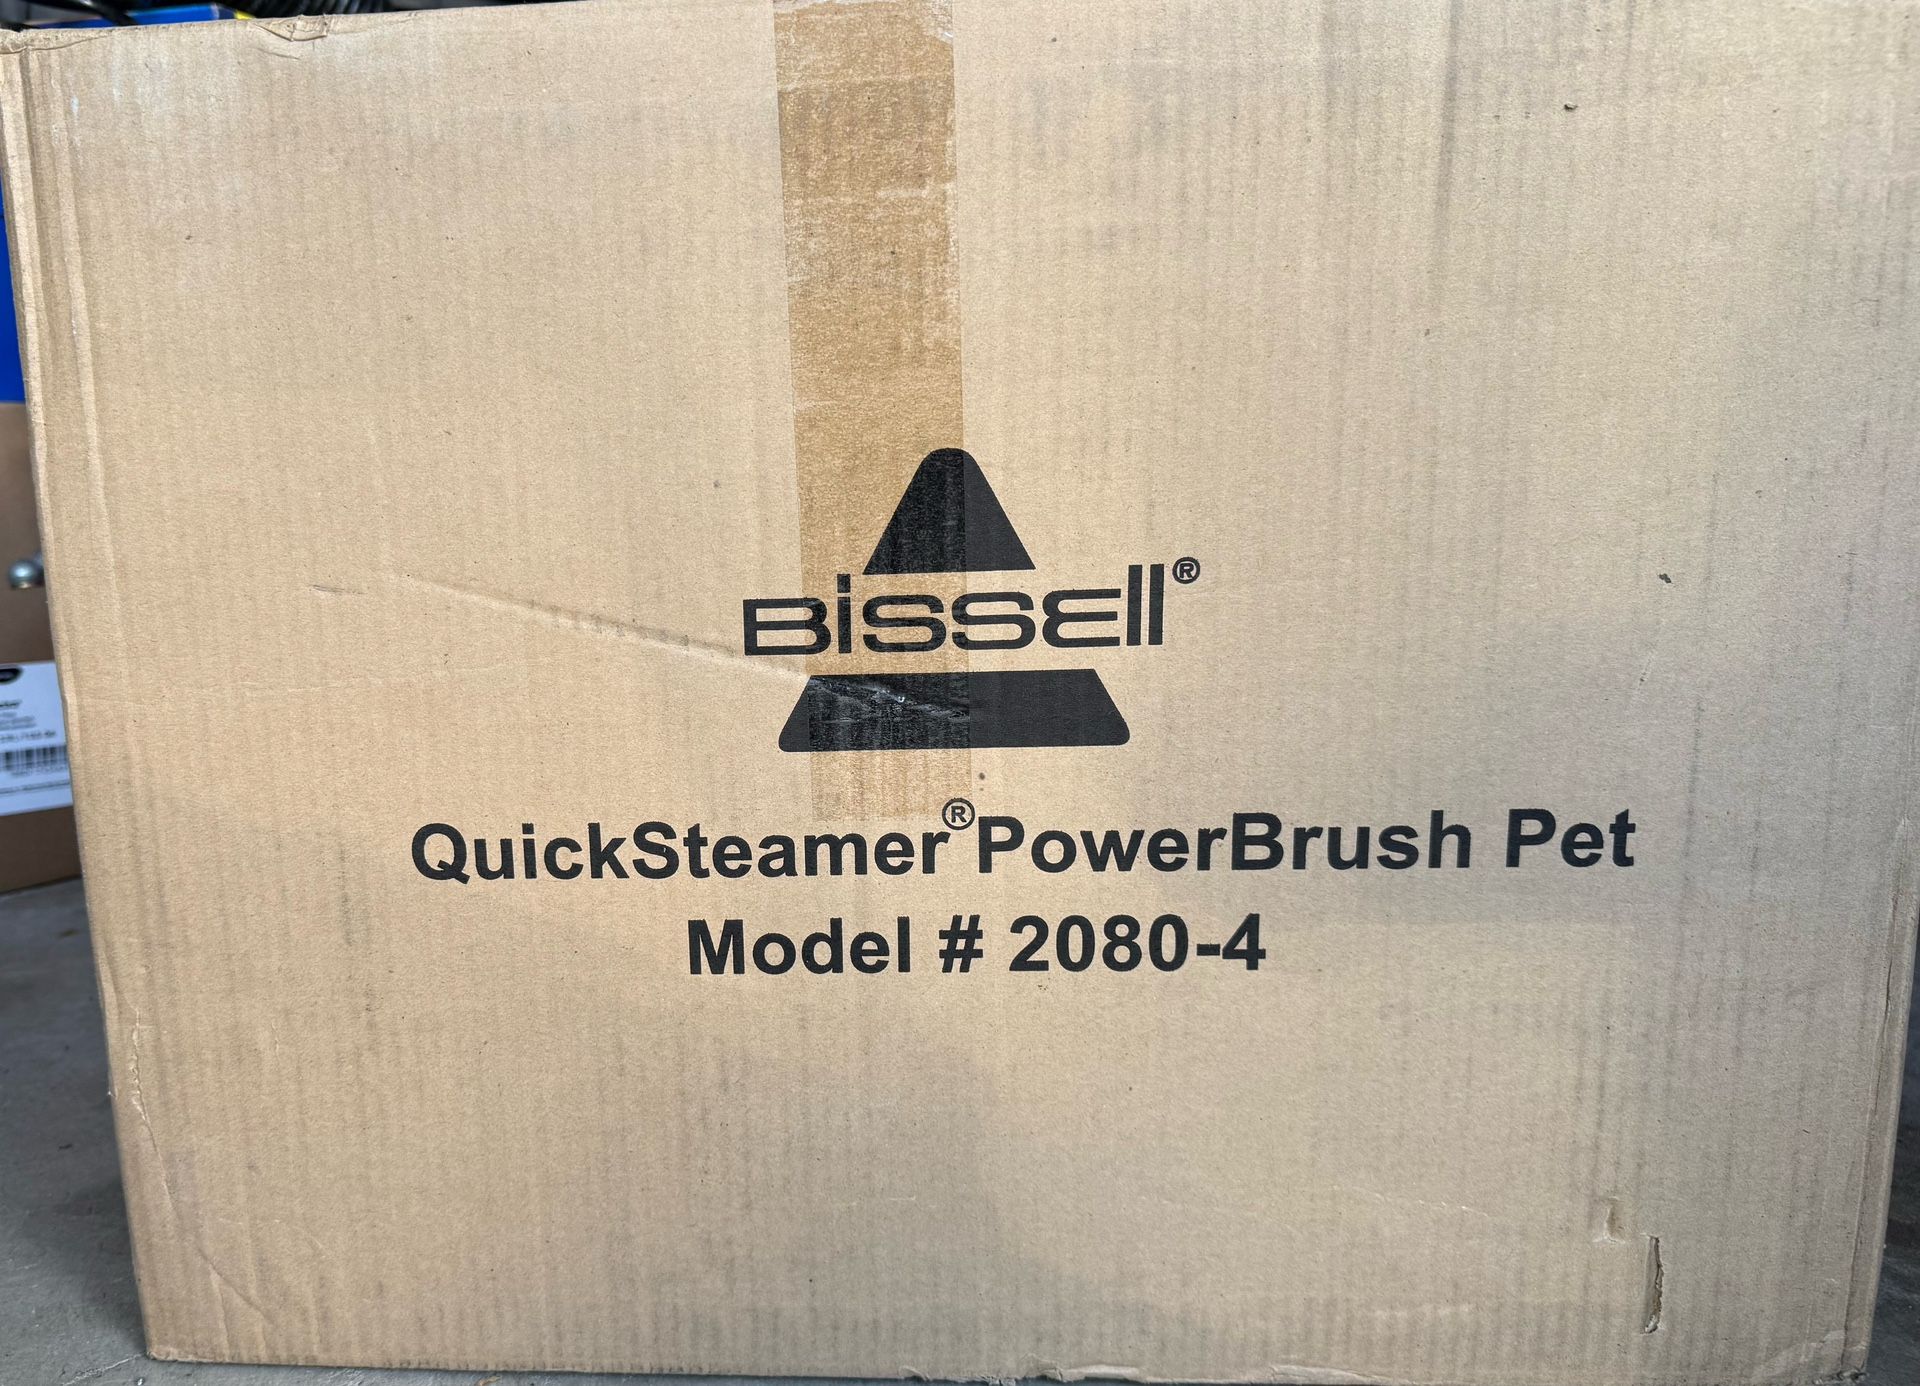 BISSELL®
QuickSteamer® PowerBrush Pet
Model # 2080-4